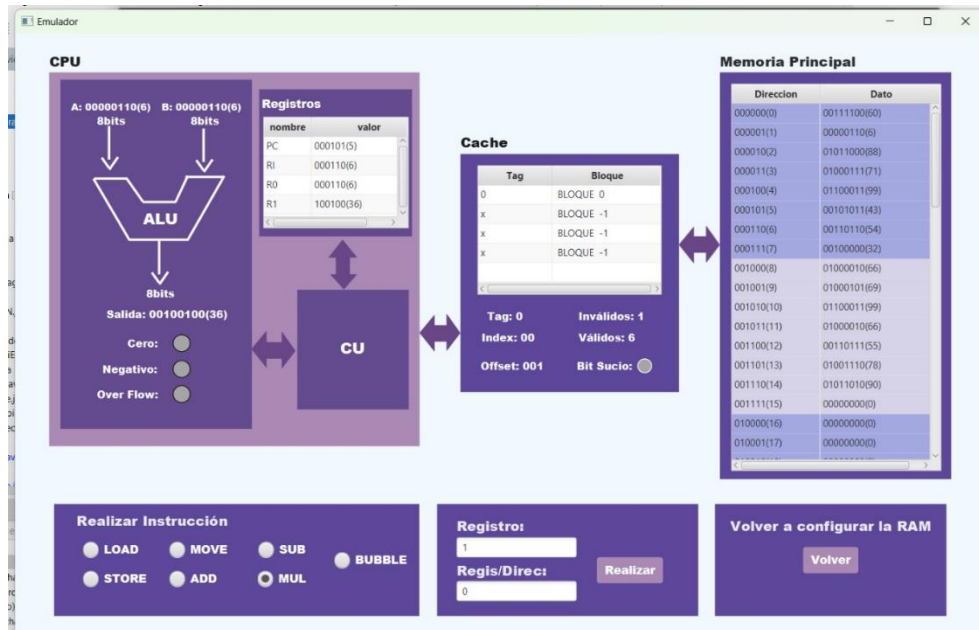 Emulador
CPU
A: 00000110(6) B: 00000110(6)
8bits 8bits
ALU
8bits
Salida: 00100100(36)
Cero:
Negativo:
Over Flow:
Registros
nombre valor
PC 000101(5)
RI 000110(6)
R0 000110(6)
R1 100100(36)
CU
Cache
Tag Bloque
0 BLOQUE 0
x BLOQUE -1
x BLOQUE -1
x BLOQUE -1
Tag: 0 Inválidos: 1
Index: 00 Válidos: 6
Offset: 001 Bit Sucio:
Memoria Principal
Direccion Dato
000000(0) 00111100(60)
000001(1) 00000110(6)
000010(2) 01011000(88)
000011(3) 01000111(71)
000100(4) 01100011(99)
000101(5) 00101011(43)
000110(6) 00110110(54)
000111(7) 00100000(32)
001000(8) 01000010(66)
001001(9) 01000101(69)
001010(10) 01100011(99)
001011(11) 01000010(66)
001100(12) 00110111(55)
001101(13) 01001110(78)
001110(14) 01011010(90)
001111(15) 00000000(0)
010000(16) 00000000(0)
010001(17) 00000000(0)
Realizar Instrucción
LOAD MOVE SUB BUBBLE
STORE ADD MUL
Registro:
1
Regis/Direc:
0
Realizar
Volver a configurar la RAM
Volver